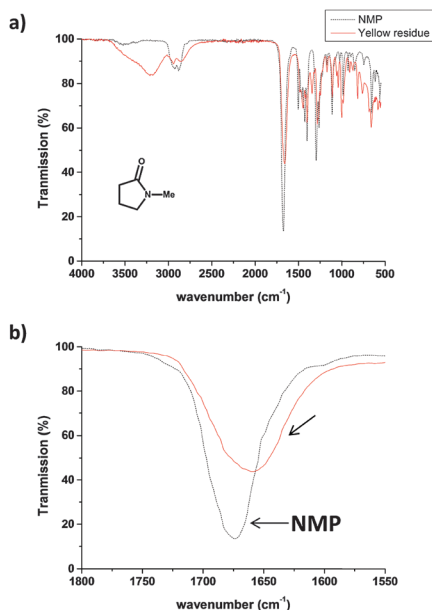 a)
NMP
Yellow residue
100
80
60
40
20
0
Tranmission (%)
O
N
Me
4000 3500 3000 2500 2000 1500 1000 500
wavenumber (cm⁻¹)
b)
100
80
60
40
20
0
Tranmission (%)
NMP
1800 1700 1650 1600 1550
wavenumber (cm⁻¹)